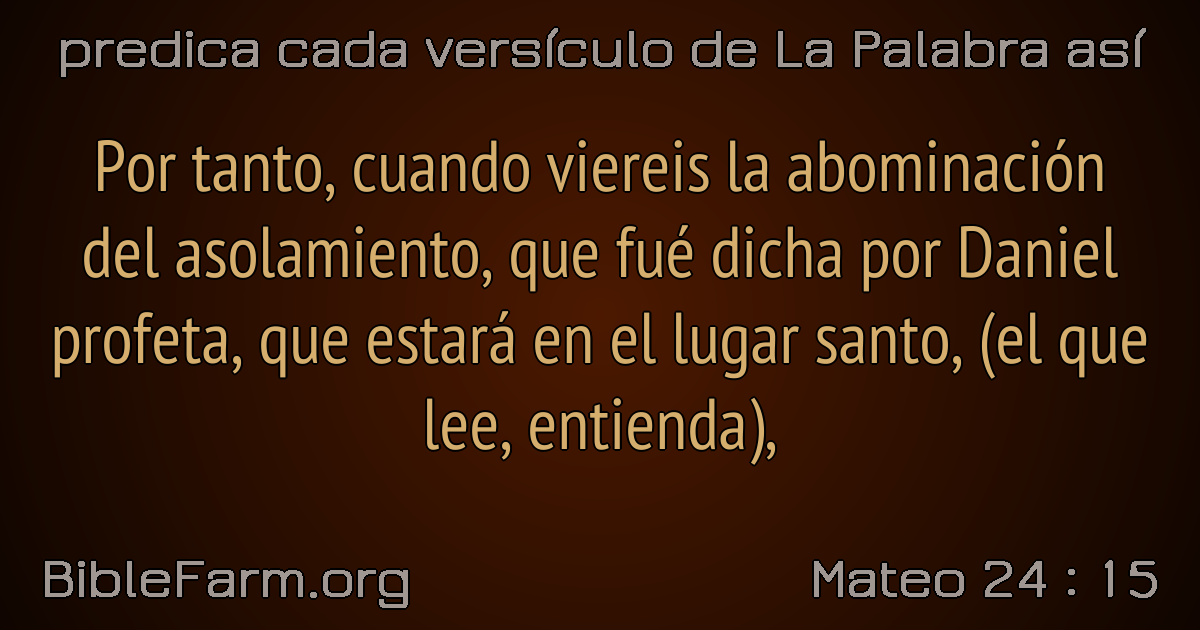 predica cada versículo de La Palabra así
Por tanto, cuando viereis la abominación
del asolamiento, que fué dicha por Daniel
profeta, que estará en el lugar santo, (el que
lee, entienda),
BibleFarm.org
Mateo 24 : 15